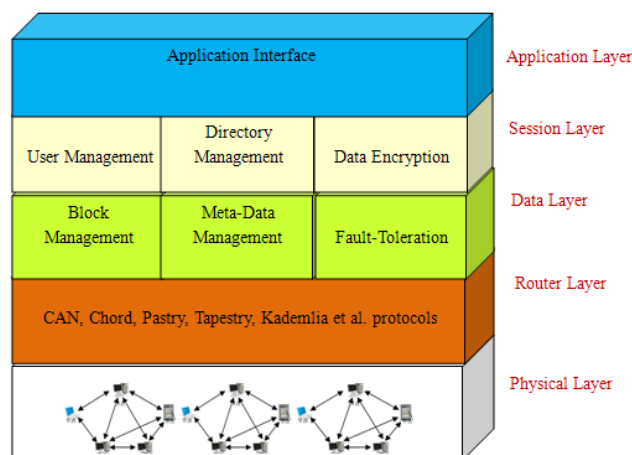 Application Interface
Application Layer
User Management
Directory
Management
Data Encryption
Session Layer
Block
Management
Meta-Data
Management
Fault-Toleration
Data Layer
CAN, Chord, Pastry, Tapestry, Kademlia et al. protocols
Router Layer
Physical Layer